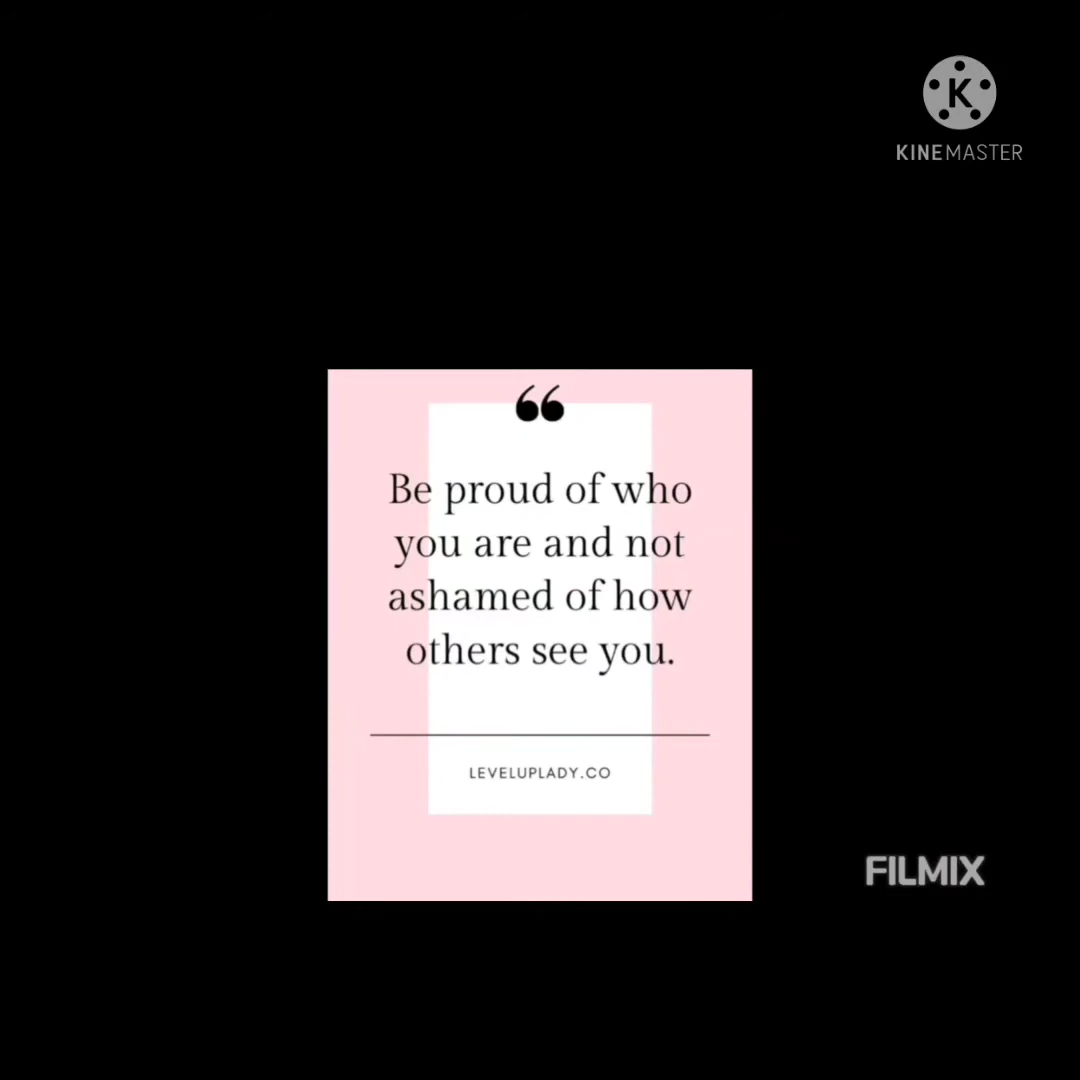 K
KINEMASTER
“
Be proud of who
you are and not
ashamed of how
others see you.
LEVELUPLADY.CO
FILMIX